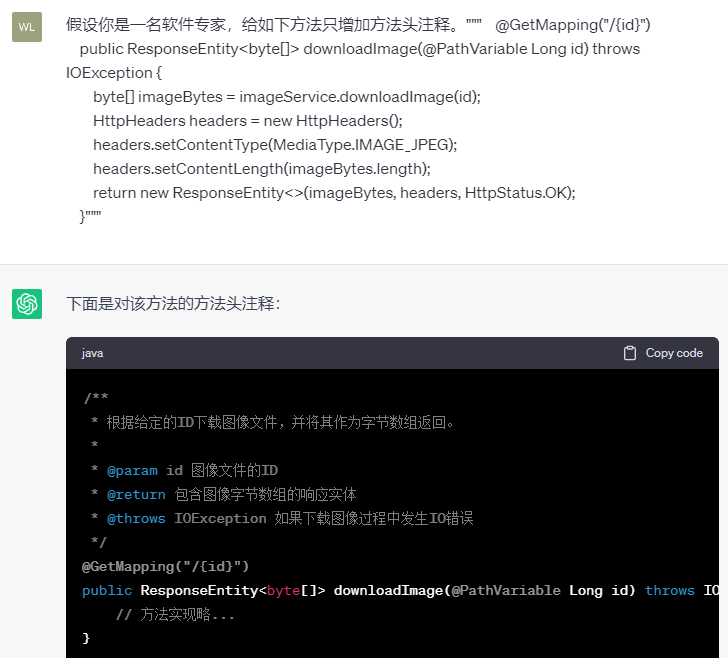 WL
假设你是一名软件专家，给如下方法只增加方法头注释。""" @GetMapping("/{id}")
public ResponseEntity<byte[]> downloadImage(@PathVariable Long id) throws
IOException {
byte[] imageBytes = imageService.downloadImage(id);
HttpHeaders headers = new HttpHeaders();
headers.setContentType(MediaType.IMAGE_JPEG);
headers.setContentLength(imageBytes.length);
return new ResponseEntity<>(imageBytes, headers, HttpStatus.OK);
}"""
下面是对该方法的方法头注释：
java
Copy code
/**
* 根据给定的ID下载图像文件，并将其作为字节数组返回。
*
* @param id 图像文件的ID
* @return 包含图像字节数组的响应实体
* @throws IOException 如果下载图像过程中发生IO错误
*/
@GetMapping("/{id}")
public ResponseEntity<byte[]> downloadImage(@PathVariable Long id) throws IO
// 方法实现略...
}